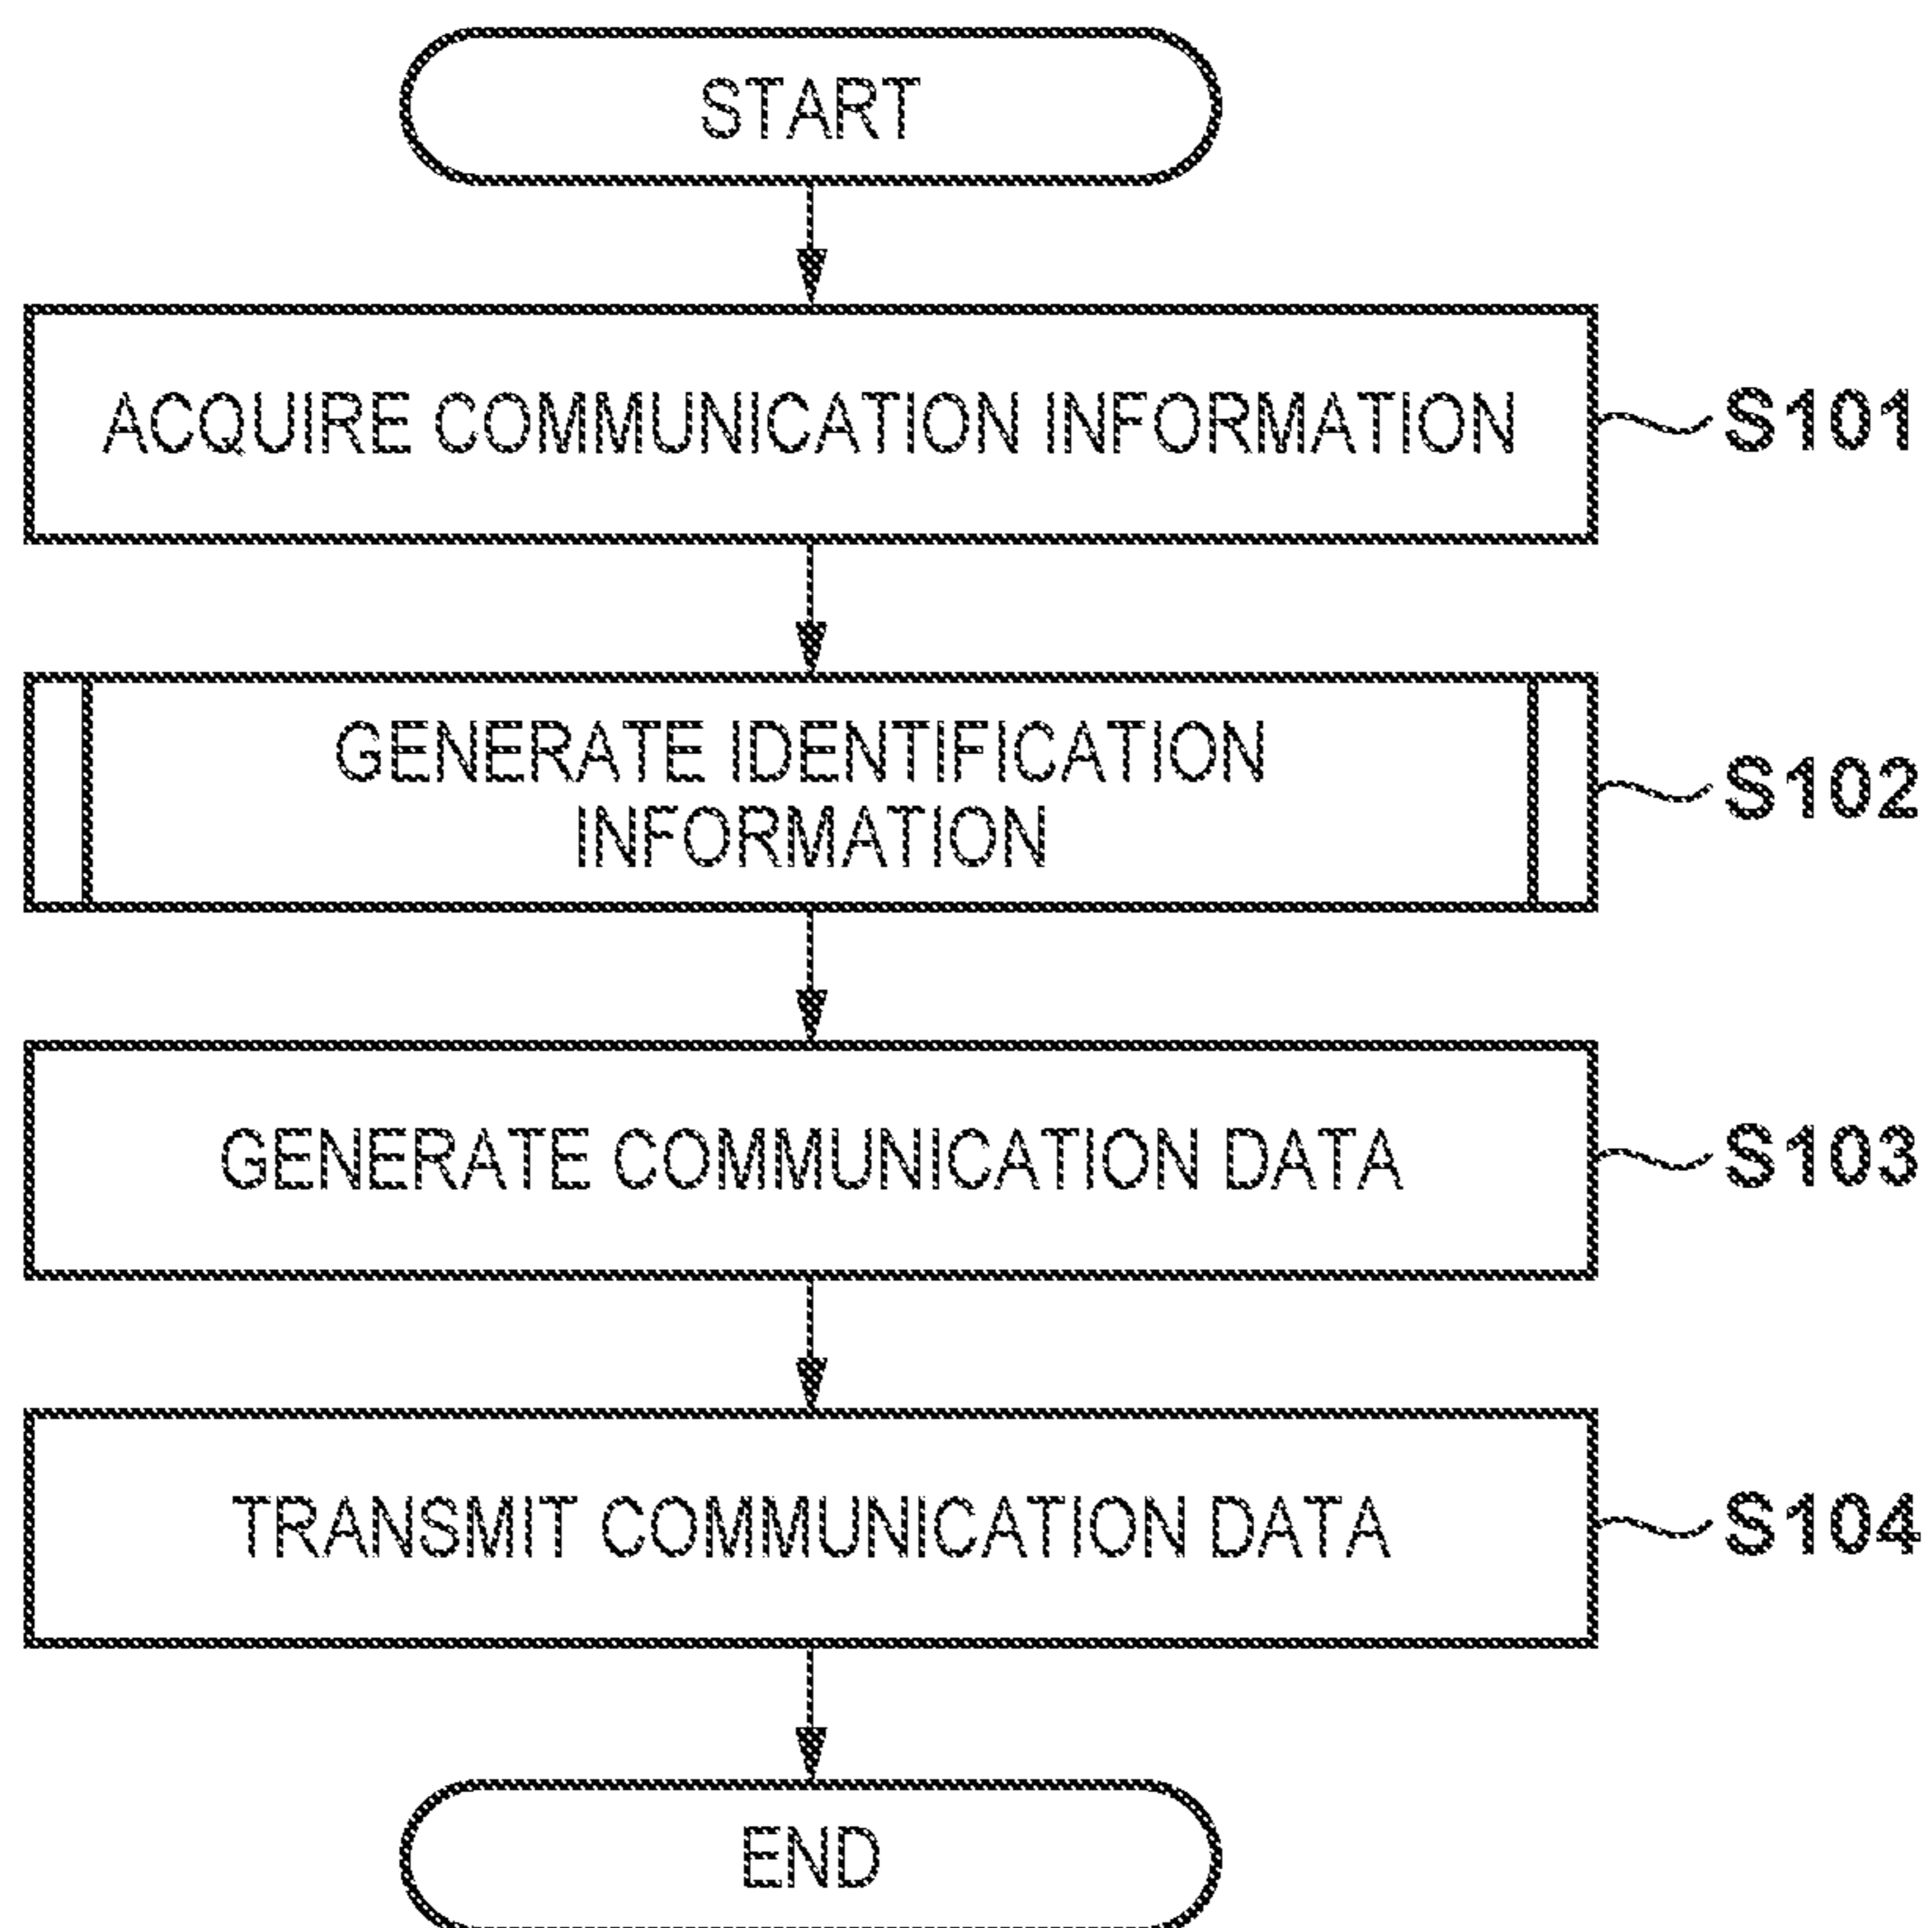 START
ACQUIRE COMMUNICATION INFORMATION
S101
GENERATE IDENTIFICATION
INFORMATION
S102
GENERATE COMMUNICATION DATA
S103
TRANSMIT COMMUNICATION DATA
S104
END